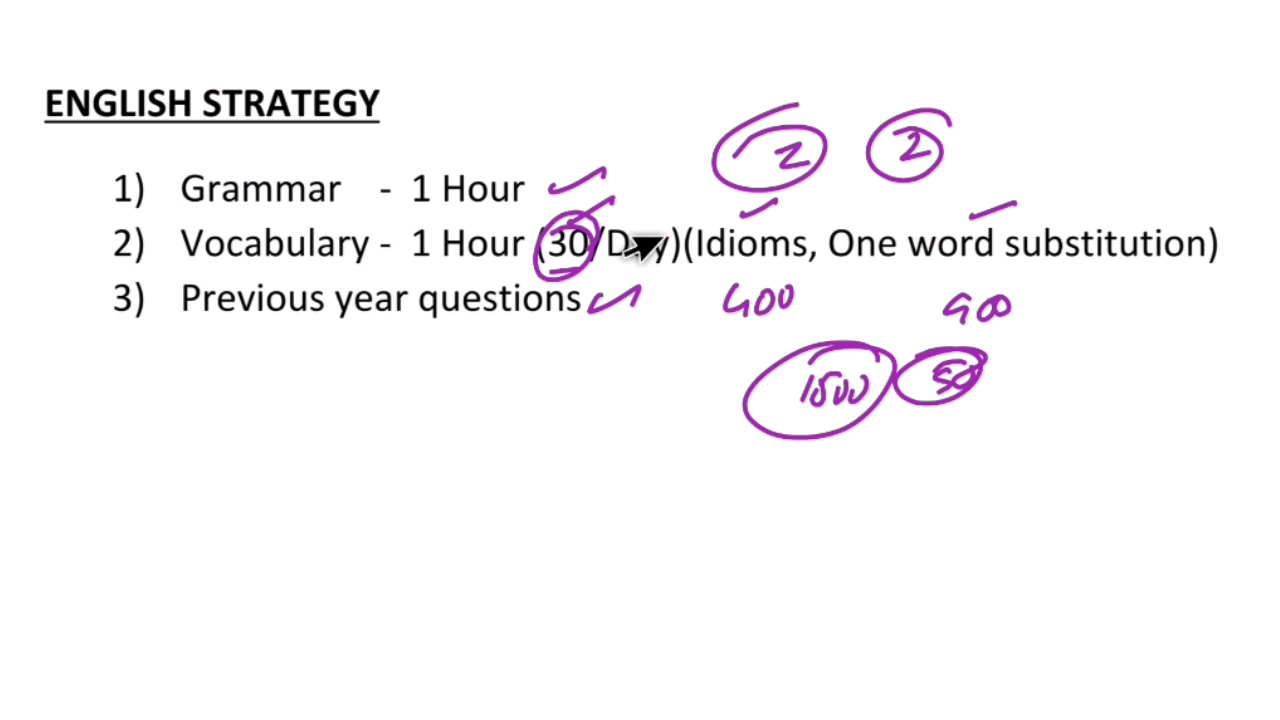 ENGLISH STRATEGY
2 2
1) Grammar - 1 Hour
2) Vocabulary - 1 Hour (30/Day)(Idioms, One word substitution)
3) Previous year questions
400 900
1500 50